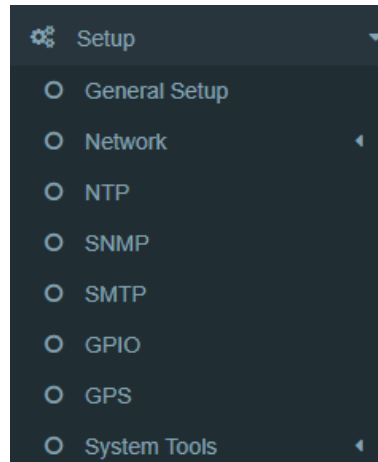 Setup
General Setup
Network
NTP
SNMP
SMTP
GPIO
GPS
System Tools